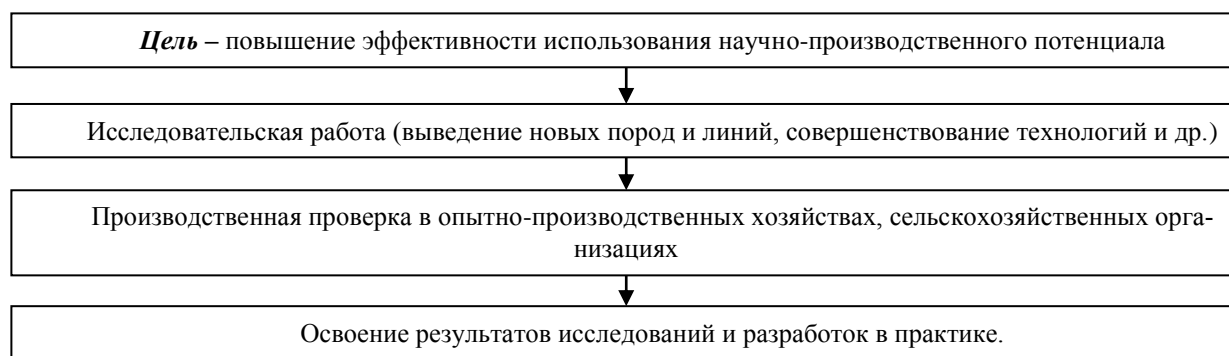 Цель – повышение эффективности использования научно-производственного потенциала
Исследовательская работа (выведение новых пород и линий, совершенствование технологий и др.)
Производственная проверка в опытно-производственных хозяйствах, сельскохозяйственных орга-
низациях
Освоение результатов исследований и разработок в практике.